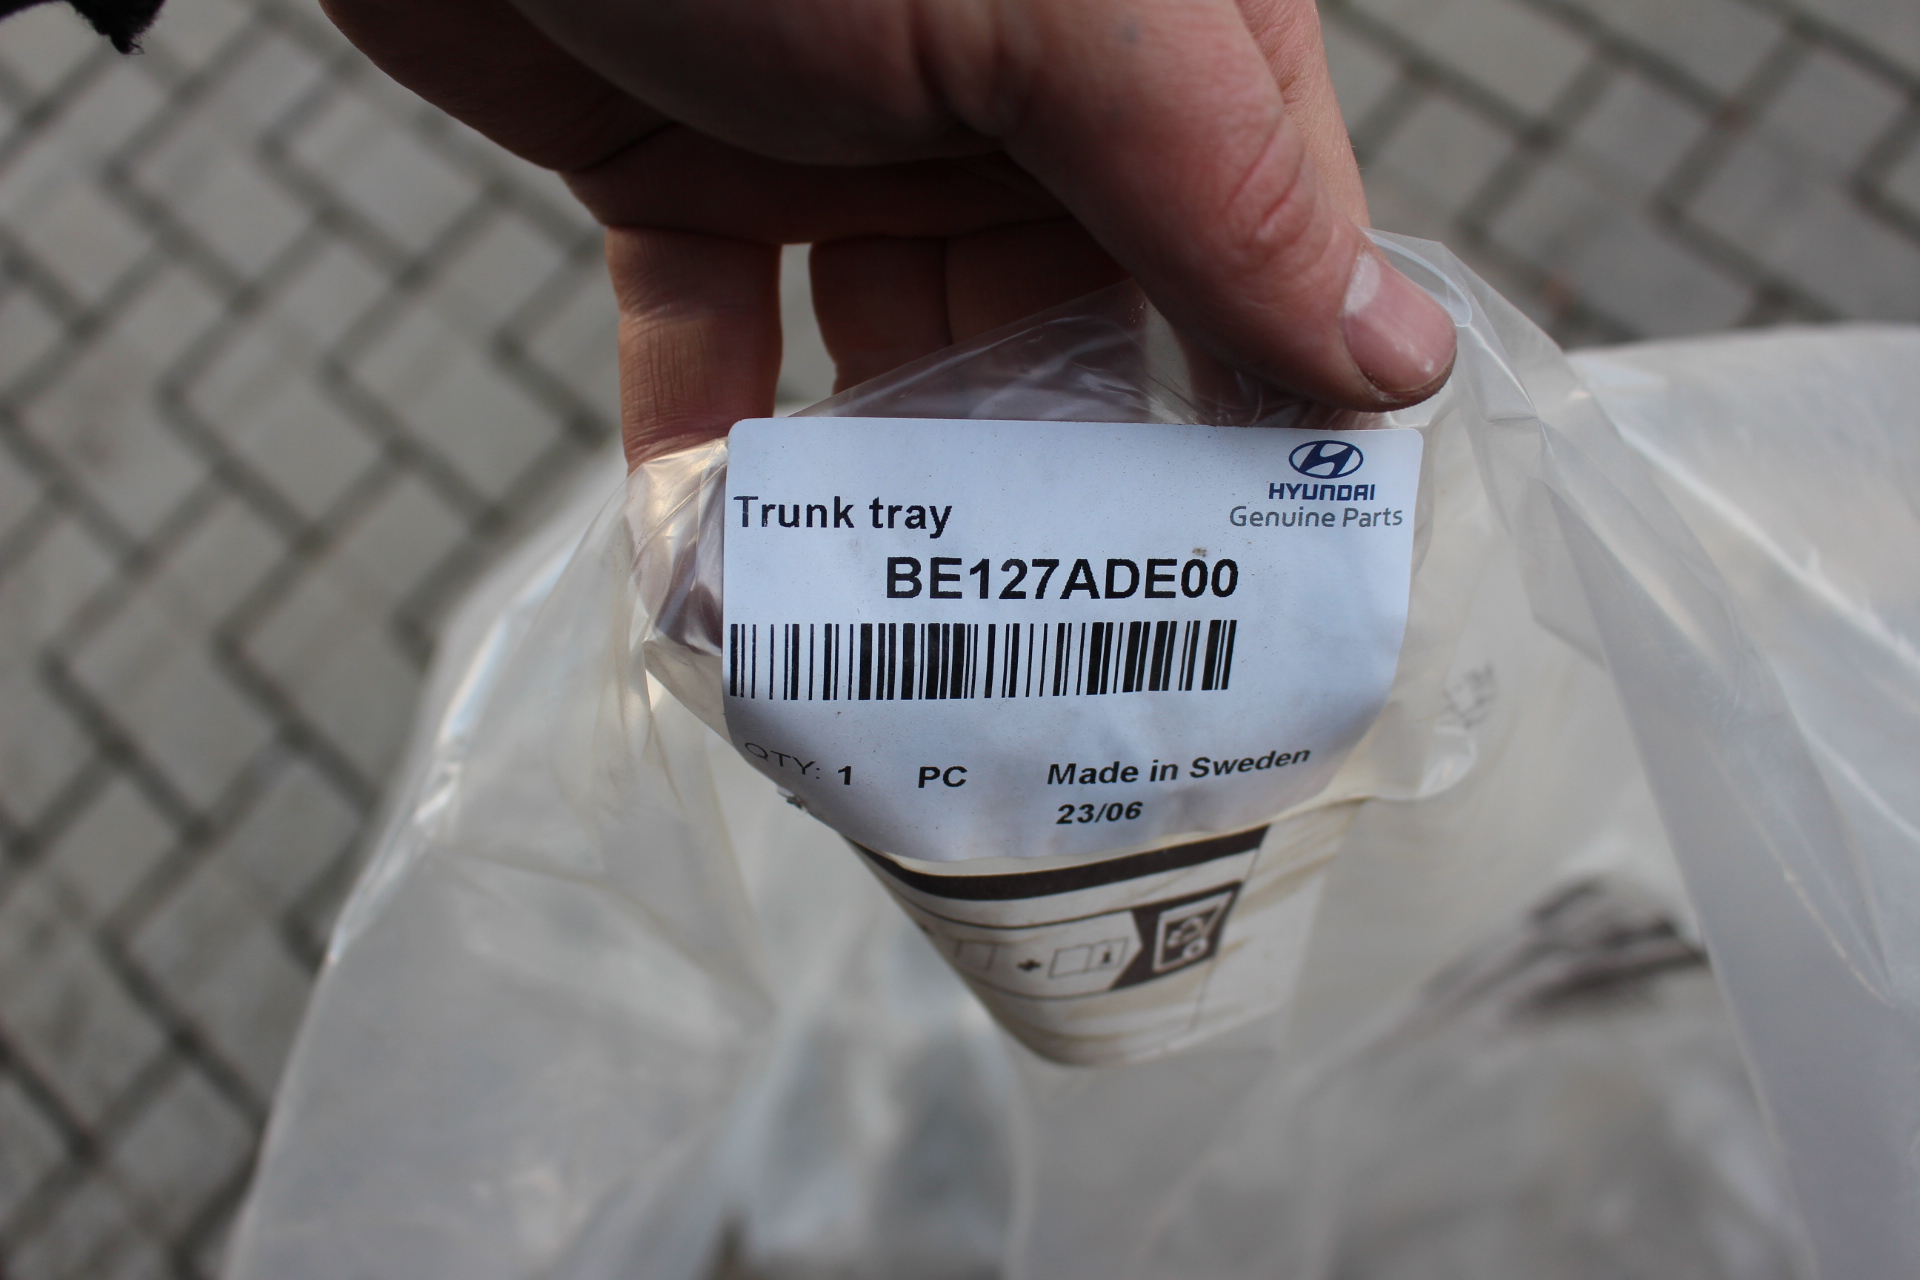 HYUNDAI
Genuine Parts
Trunk tray
BE127ADE00
QTY: 1 PC Made in Sweden
23/06